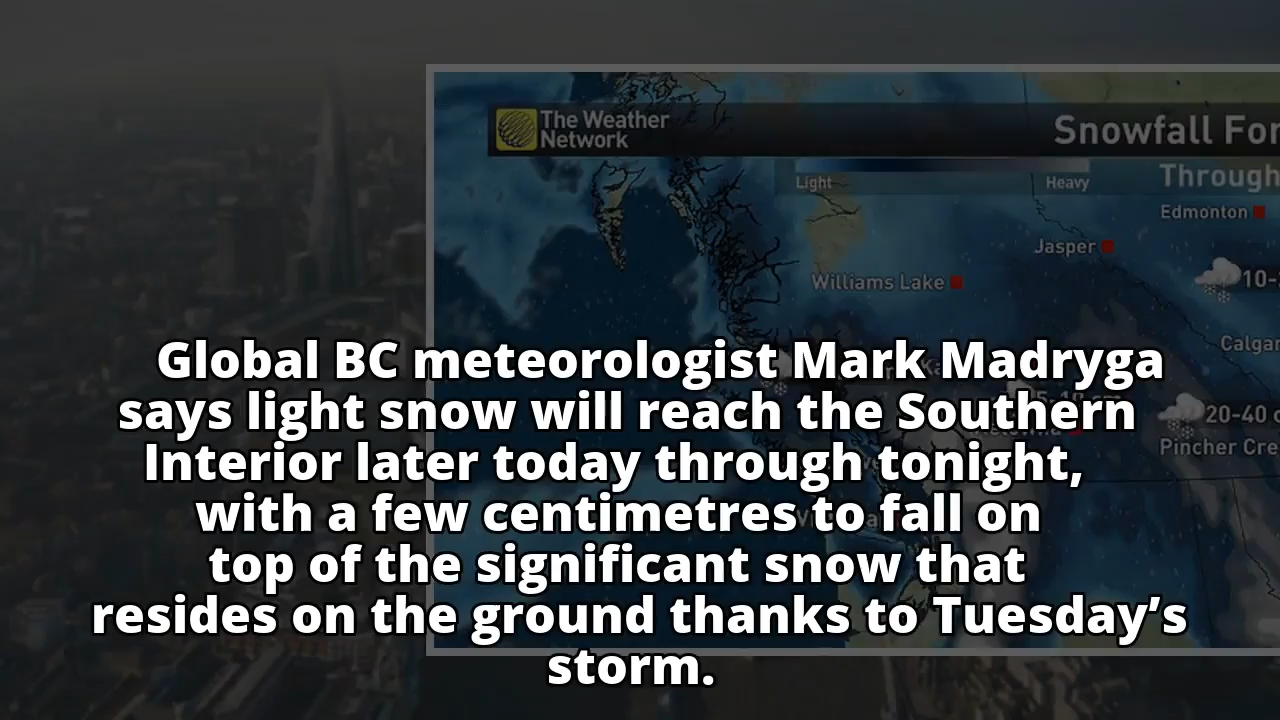 The Weather
Network
Snowfall For
Light
Heavy
Through
Edmonton
Jasper
Williams Lake
10-
Calgar
20-40 c
Pincher Cre
Global BC meteorologist Mark Madryga
says light snow will reach the Southern
Interior later today through tonight,
with a few centimetres to fall on
top of the significant snow that
resides on the ground thanks to Tuesday’s
storm.